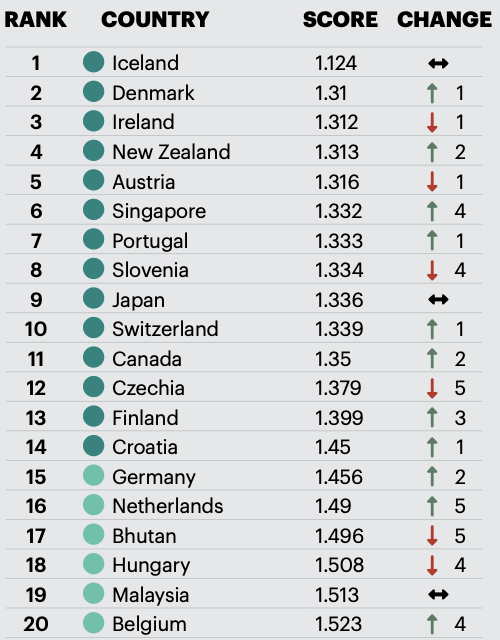 RANK COUNTRY SCORE CHANGE
1 Iceland 1.124 ↔
2 Denmark 1.31 ↑ 1
3 Ireland 1.312 ↓ 1
4 New Zealand 1.313 ↑ 2
5 Austria 1.316 ↓ 1
6 Singapore 1.332 ↑ 4
7 Portugal 1.333 ↑ 1
8 Slovenia 1.334 ↓ 4
9 Japan 1.336 ↔
10 Switzerland 1.339 ↑ 1
11 Canada 1.35 ↑ 2
12 Czechia 1.379 ↓ 5
13 Finland 1.399 ↑ 3
14 Croatia 1.45 ↑ 1
15 Germany 1.456 ↑ 2
16 Netherlands 1.49 ↑ 5
17 Bhutan 1.496 ↓ 5
18 Hungary 1.508 ↓ 4
19 Malaysia 1.513 ↔
20 Belgium 1.523 ↑ 4